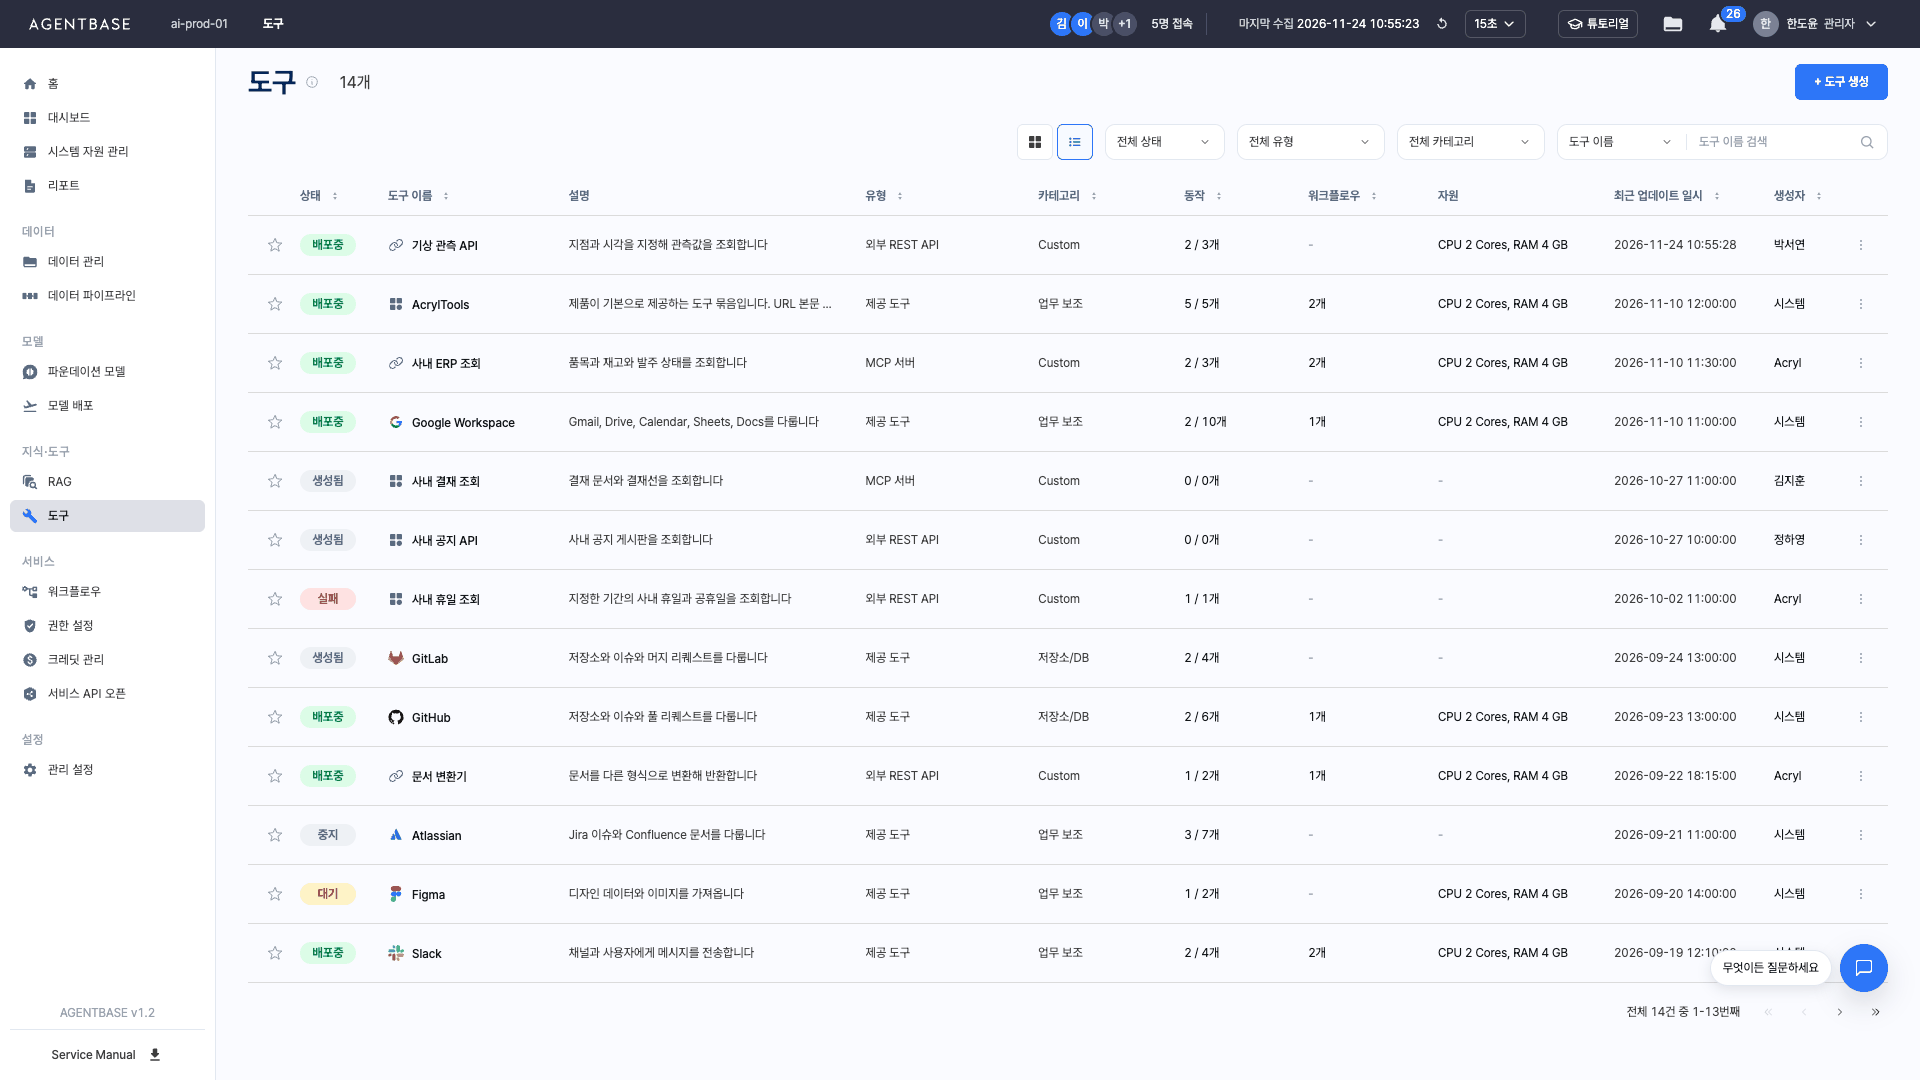 AGENTBASE ai-prod-01 도구 김 이 박 +1 5명 접속 마지막 수집 2026-11-24 10:55:23 15초 튜토리얼 26 한 한도윤 관리자
홈
대시보드
시스템 자원 관리
리포트
데이터
데이터 관리
데이터 파이프라인
모델
파운데이션 모델
모델 배포
지식·도구
RAG
도구
서비스
워크플로우
권한 설정
크레딧 관리
서비스 API 오픈
설정
관리 설정
AGENTBASE v1.2
Service Manual
도구 14개 + 도구 생성
전체 상태 전체 유형 전체 카테고리 도구 이름 도구 이름 검색
상태 도구 이름 설명 유형 카테고리 동작 워크플로우 자원 최근 업데이트 일시 생성자
배포중 기상 관측 API 지점과 시각을 지정해 관측값을 조회합니다 외부 REST API Custom 2 / 3개 - CPU 2 Cores, RAM 4 GB 2026-11-24 10:55:28 박서연
배포중 AcrylTools 제품이 기본으로 제공하는 도구 묶음입니다. URL 본문 ... 제공 도구 업무 보조 5 / 5개 2개 CPU 2 Cores, RAM 4 GB 2026-11-10 12:00:00 시스템
배포중 사내 ERP 조회 품목과 재고와 발주 상태를 조회합니다 MCP 서버 Custom 2 / 3개 2개 CPU 2 Cores, RAM 4 GB 2026-11-10 11:30:00 Acryl
배포중 Google Workspace Gmail, Drive, Calendar, Sheets, Docs를 다룹니다 제공 도구 업무 보조 2 / 10개 1개 CPU 2 Cores, RAM 4 GB 2026-11-10 11:00:00 시스템
생성됨 사내 결재 조회 결재 문서와 결재선을 조회합니다 MCP 서버 Custom 0 / 0개 - - 2026-10-27 11:00:00 김지훈
생성됨 사내 공지 API 사내 공지 게시판을 조회합니다 외부 REST API Custom 0 / 0개 - - 2026-10-27 10:00:00 정하영
실패 사내 휴일 조회 지정한 기간의 사내 휴일과 공휴일을 조회합니다 외부 REST API Custom 1 / 1개 - - 2026-10-02 11:00:00 Acryl
생성됨 GitLab 저장소와 이슈와 머지 리퀘스트를 다룹니다 제공 도구 저장소/DB 2 / 4개 - - 2026-09-24 13:00:00 시스템
배포중 GitHub 저장소와 이슈와 풀 리퀘스트를 다룹니다 제공 도구 저장소/DB 2 / 6개 1개 CPU 2 Cores, RAM 4 GB 2026-09-23 13:00:00 시스템
배포중 문서 변환기 문서를 다른 형식으로 변환해 반환합니다 외부 REST API Custom 1 / 2개 1개 CPU 2 Cores, RAM 4 GB 2026-09-22 18:15:00 Acryl
중지 Atlassian Jira 이슈와 Confluence 문서를 다룹니다 제공 도구 업무 보조 3 / 7개 - - 2026-09-21 11:00:00 시스템
대기 Figma 디자인 데이터와 이미지를 가져옵니다 제공 도구 업무 보조 1 / 2개 - CPU 2 Cores, RAM 4 GB 2026-09-20 14:00:00 시스템
배포중 Slack 채널과 사용자에게 메시지를 전송합니다 제공 도구 업무 보조 2 / 4개 2개 CPU 2 Cores, RAM 4 GB 2026-09-19
무엇이든 질문하세요
전체 14건 중 1-13번째